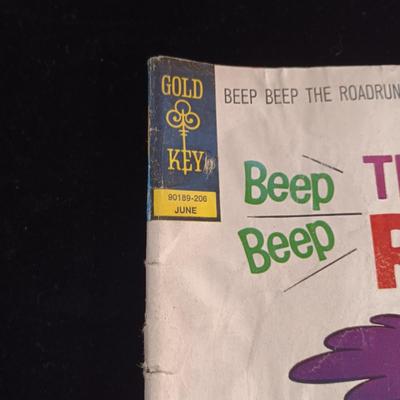 GOLD
KEY
90189-206
JUNE
BEEP BEEP THE ROADRUN
Beep
Beep